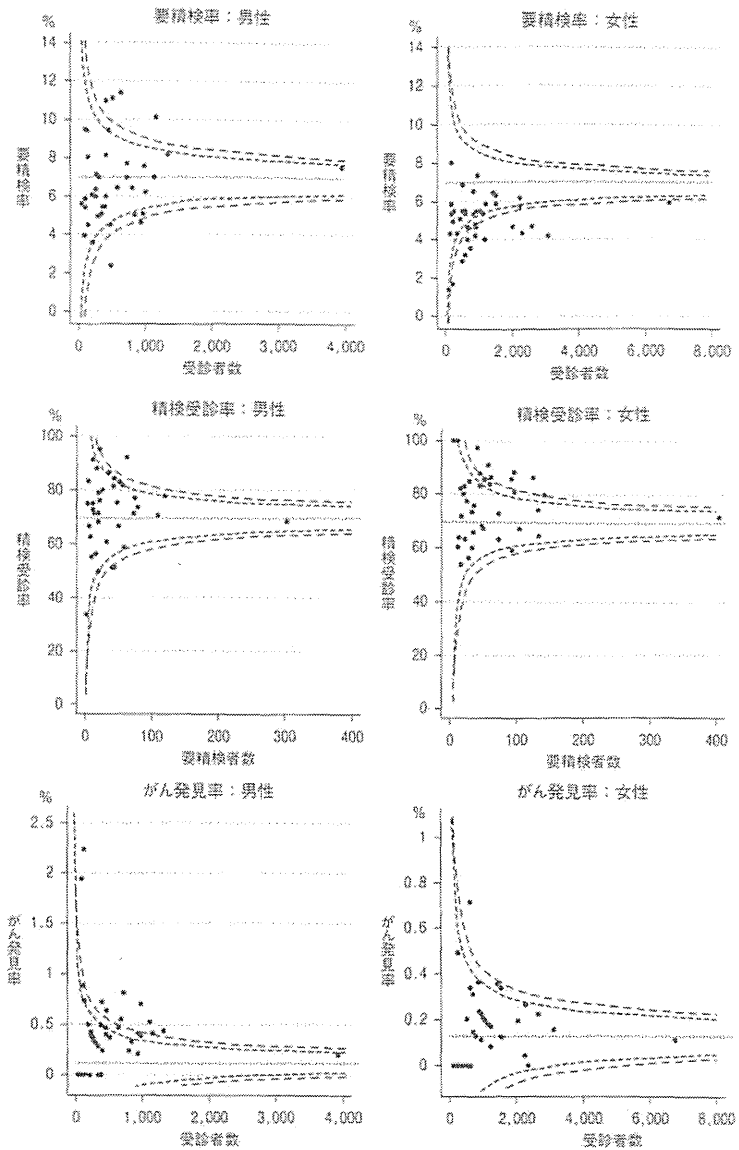 要精検率：男性
%
14
12
10
8
6
4
2
0
要精検率
0 1,000 2,000 3,000 4,000
受診者数
要精検率：女性
%
14
12
10
8
6
4
2
0
要精検率
0 2,000 4,000 6,000 8,000
受診者数
精検受診率：男性
%
100
80
60
40
20
0
精検受診率
0 100 200 300 400
要精検者数
精検受診率：女性
%
100
80
60
40
20
0
精検受診率
0 100 200 300 400
要精検者数
がん発見率：男性
%
2.5
2
1.5
1
0.5
0
がん発見率
0 1,000 2,000 3,000 4,000
受診者数
がん発見率：女性
%
1
0.8
0.6
0.4
0.2
0
がん発見率
0 2,000 4,000 6,000 8,000
受診者数